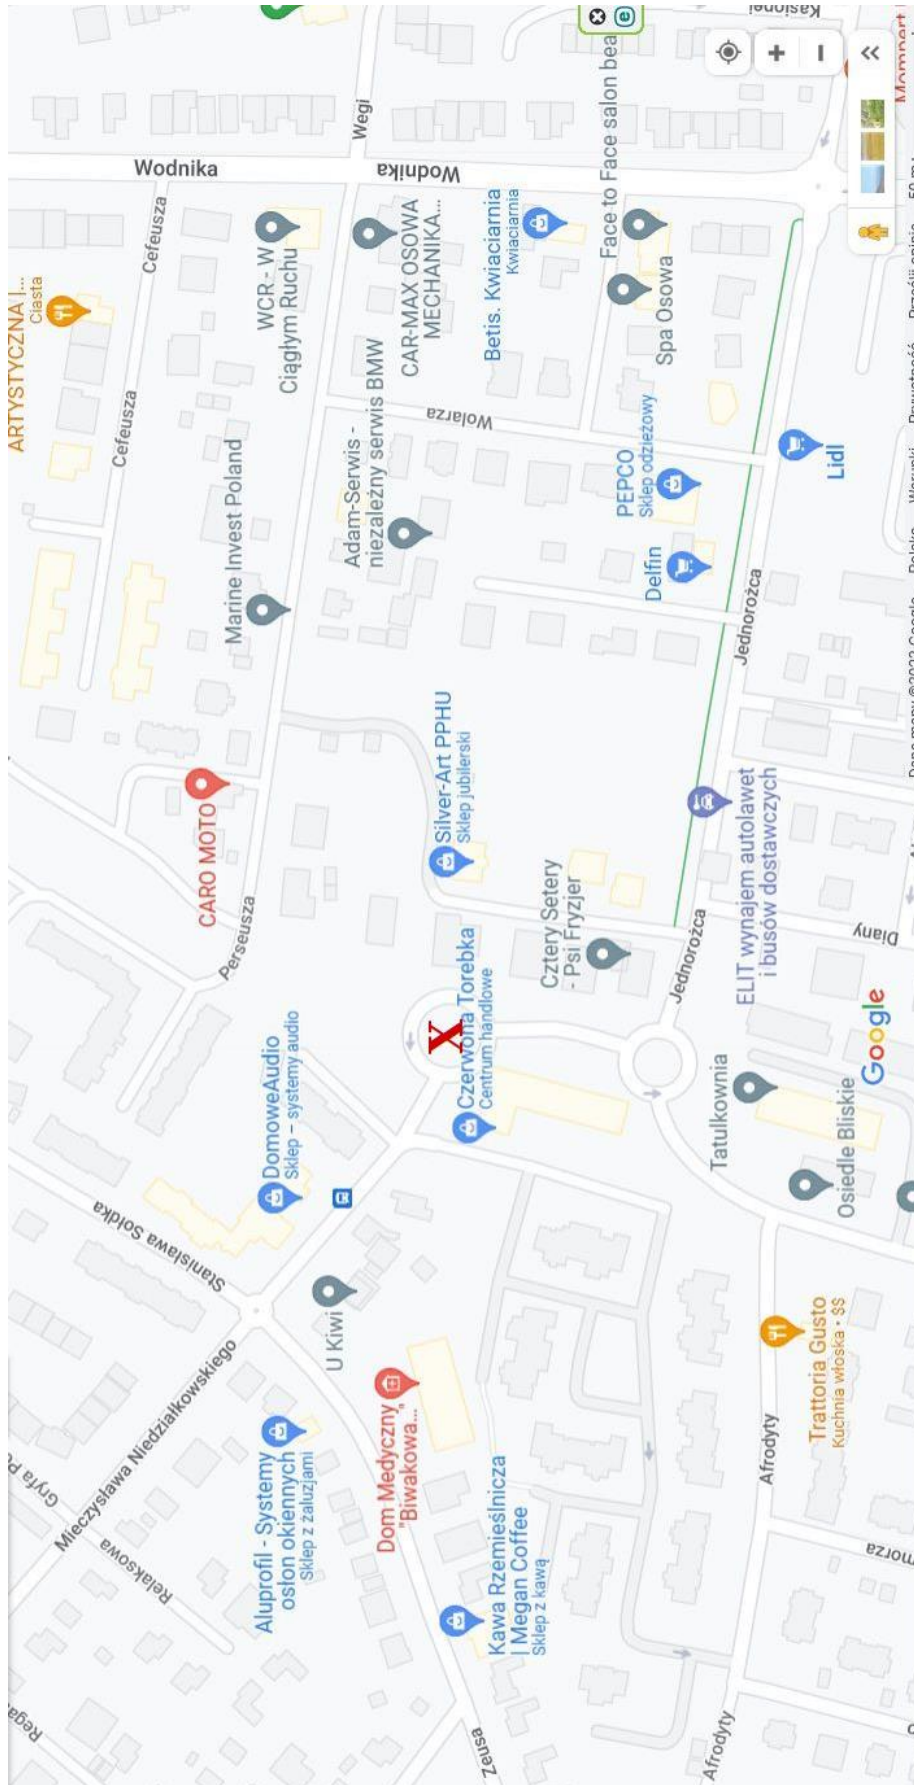 Mieczysława Niedziałkowskiego
Relaksowa
Stanisława Sołdka
Aluprofil - Systemy
osłon okiennych
Sklep z żaluzjami
DomoweAudio
Sklep – systemy audio
U Kiwi
Dom Medyczny
"Biwakowa..."
Kawa Rzemieślnicza
| Megan Coffee
Sklep z kawą
Zeusa
Afrodyty
Afrodyty
Trattoria Gusto
Kuchnia włoska • $$
Tatulkownia
Osiedle Bliskie
X
Czerwona Torebka
Centrum handlowe
CARO MOTO
Perseusza
Silver-Art PPHU
Sklep jubilerski
Cztery Setery
- Psi Fryzjer
Jednorożca
ELIT wynajem autolawet
i busów dostawczych
Diany
Google
ARTYSTYCZNA |...
Ciasta
Cefeusza
Cefeusza
Marine Invest Poland
WCR - W
Ciągłym Ruchu
Adam-Serwis -
niezależny serwis BMW
CAR-MAX OSOWA
MECHANIKA...
Wolarza
Betis. Kwiaciarnia
Kwiaciarnia
PEPCO
Sklep odzieżowy
Delfin
Spa Osowa
Face to Face salon bea
Jednorożca
Lidl
Wodnika
Wodnika
Węgi
Kasjopei
+
−